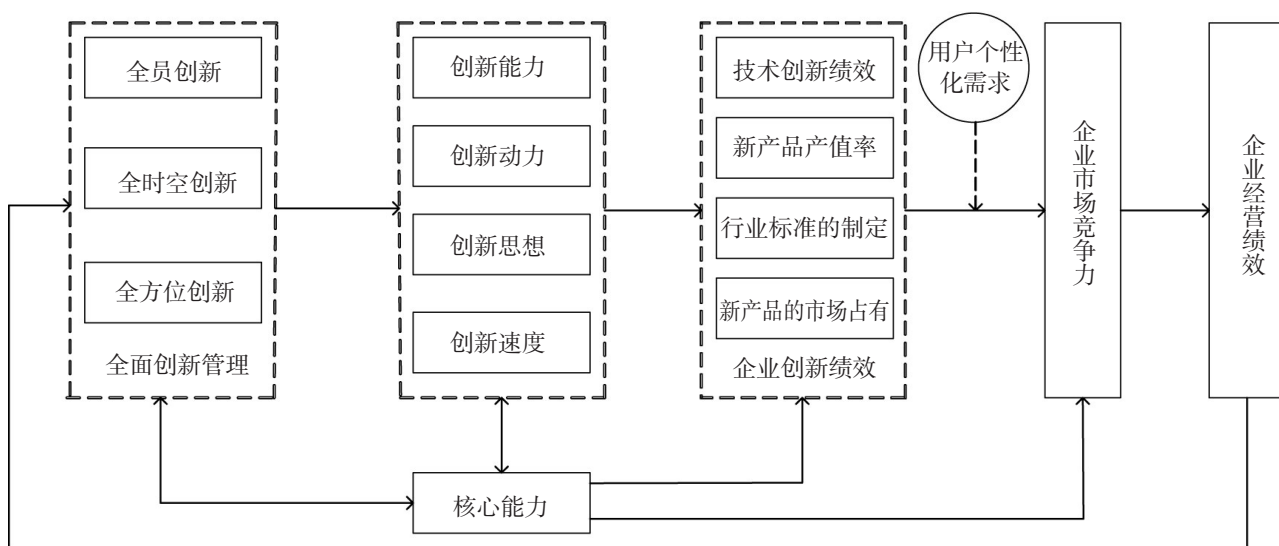 全员创新
全时空创新
全方位创新
全面创新管理
创新能力
创新动力
创新思想
创新速度
技术创新绩效
新产品产值率
行业标准的制定
新产品的市场占有
企业创新绩效
用户个性
化需求
企业市场竞争力
企业经营绩效
核心能力